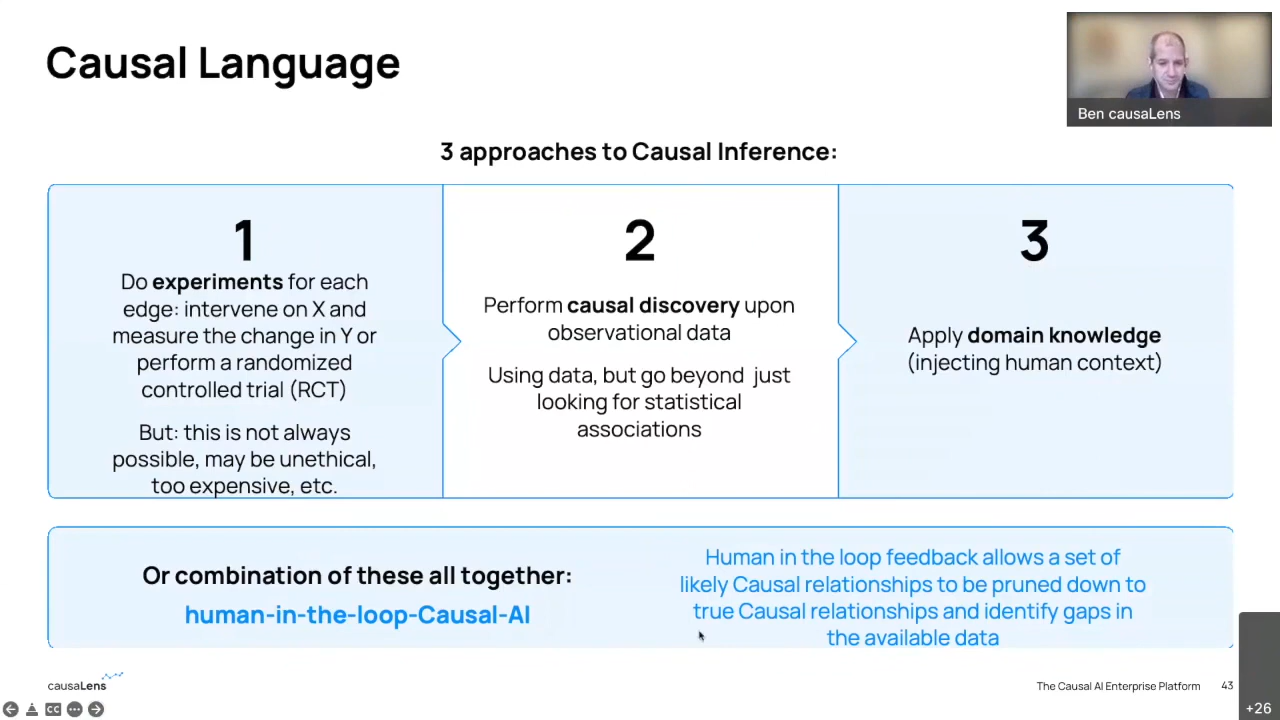 Causal Language
Ben causaLens
3 approaches to Causal Inference:
1
Do experiments for each
edge: intervene on X and
measure the change in Y or
perform a randomized
controlled trial (RCT)
But: this is not always
possible, may be unethical,
too expensive, etc.
2
Perform causal discovery upon
observational data
Using data, but go beyond just
looking for statistical
associations
3
Apply domain knowledge
(injecting human context)
Or combination of these all together:
human-in-the-loop-Causal-AI
Human in the loop feedback allows a set of
likely Causal relationships to be pruned down to
true Causal relationships and identify gaps in
the available data
causaLens
The Causal AI Enterprise Platform
43
CC
+26